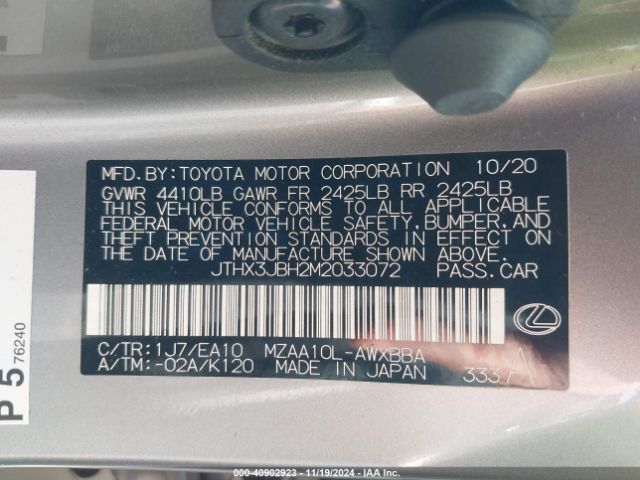 MFD.BY:TOYOTA MOTOR CORPORATION 10/20
GVWR 4410LB GAWR FR 2425LB RR 2425LB
THIS VEHICLE CONFORMS TO ALL APPLICABLE
FEDERAL MOTOR VEHICLE SAFETY,BUMPER,AND
THEFT PREVENTION STANDARDS IN EFFECT ON
THE DATE OF MANUFACTURE SHOWN ABOVE.
JTHX3JBH2M2033072 PASS.CAR
C/TR:1J7/EA10 MZAA10L-AWXBBA
A/TM:-02A/K120 MADE IN JAPAN 333 A
P 5 76240
© - 40902923 - 11/19/2024 - IAA Inc.